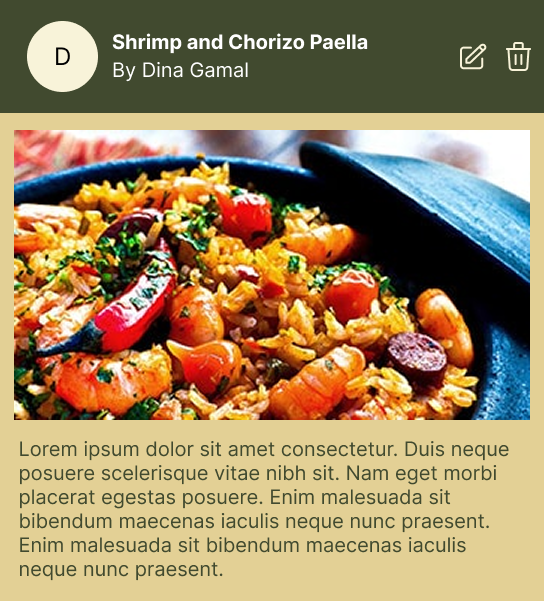 D
Shrimp and Chorizo Paella
By Dina Gamal
Lorem ipsum dolor sit amet consectetur. Duis neque
posuere scelerisque vitae nibh sit. Nam eget morbi
placerat egestas posuere. Enim malesuada sit
bibendum maecenas iaculis neque nunc praesent.
Enim malesuada sit bibendum maecenas iaculis
neque nunc praesent.